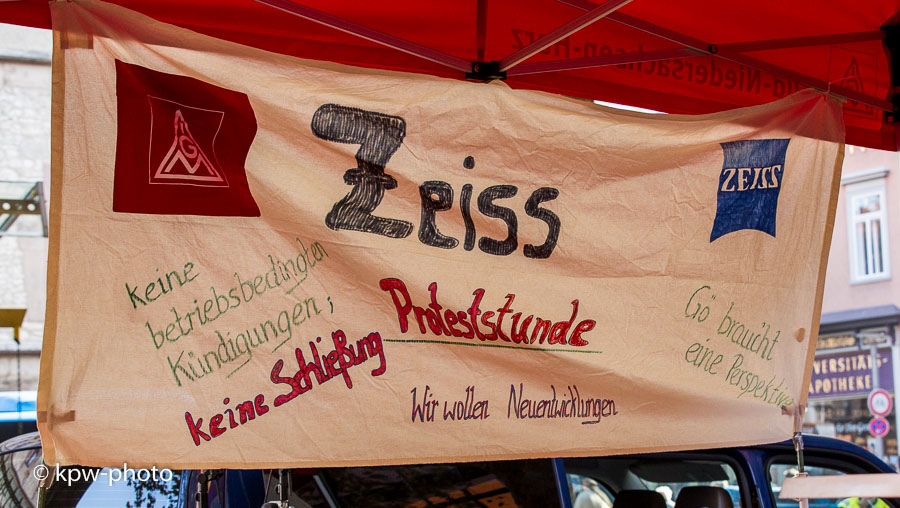 IGM
Zeiss
ZEISS
keine
betriebsbedingten
Kündigungen;
keine Schließung
Proteststunde
Wir wollen Neuentwicklungen
Gö braucht
eine Perspektive
UNIVERSITÄTS
APOTHEKE
© kpw-photo